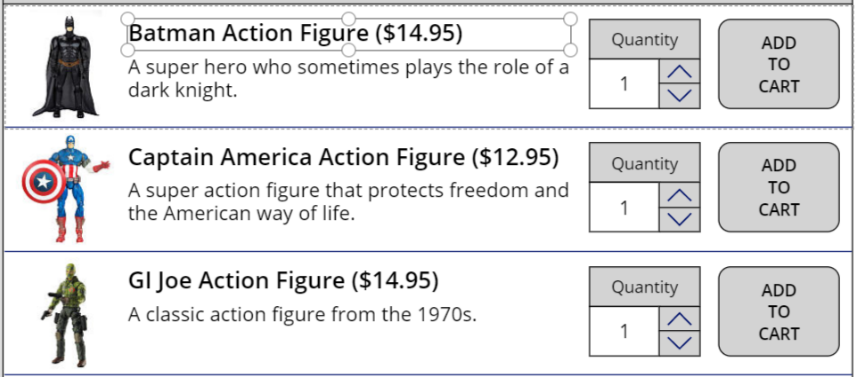 Batman Action Figure ($14.95)
A super hero who sometimes plays the role of a
dark knight.
Quantity
1
ADD
TO
CART
Captain America Action Figure ($12.95)
A super action figure that protects freedom and
the American way of life.
Quantity
1
ADD
TO
CART
GI Joe Action Figure ($14.95)
A classic action figure from the 1970s.
Quantity
1
ADD
TO
CART